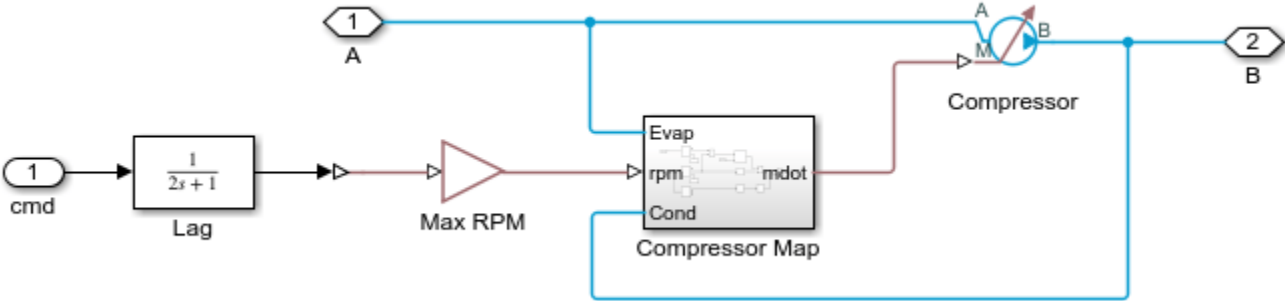 1
A
A
M
B
2
B
Compressor
1
cmd
1
2s + 1
Lag
Max RPM
Evap
rpm
mdot
Cond
Compressor Map